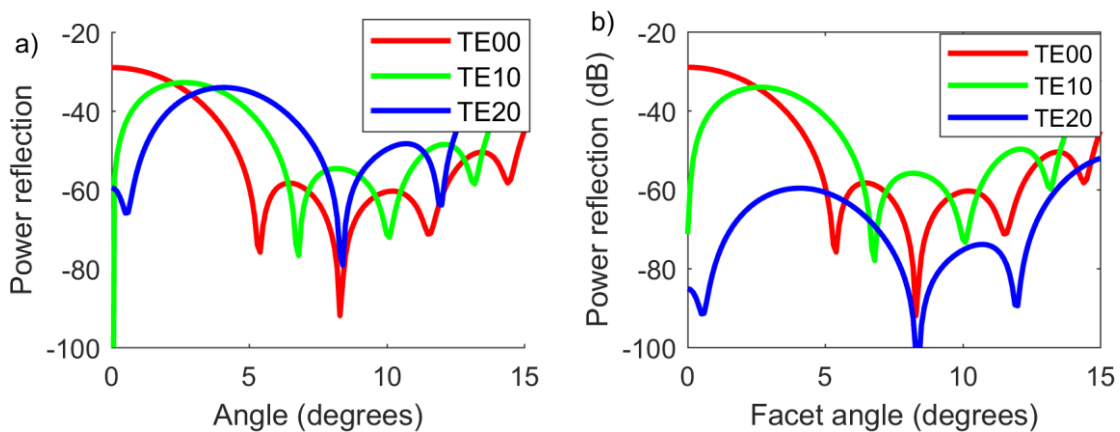 a)
Power reflection
-20
-40
-60
-80
-100
0
5
10
15
Angle (degrees)
TE00
TE10
TE20
b)
Power reflection (dB)
-20
-40
-60
-80
-100
0
5
10
15
Facet angle (degrees)
TE00
TE10
TE20